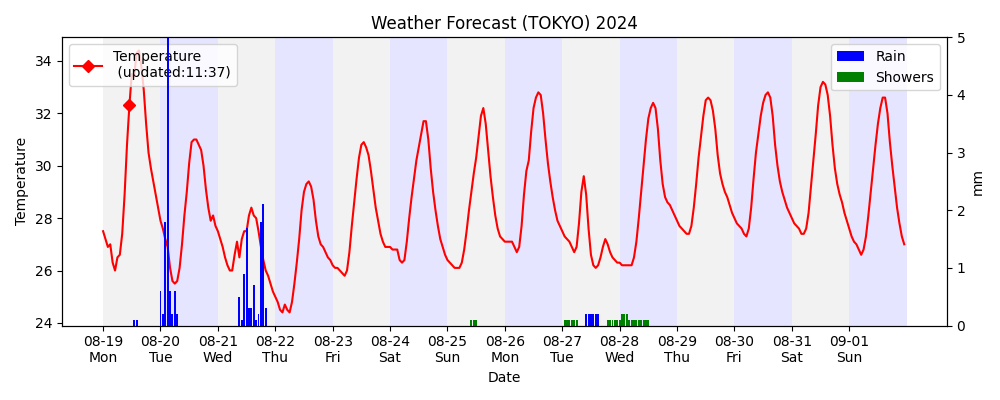 Weather Forecast (TOKYO) 2024
Temperature
(updated:11:37)
Rain
Showers
34
32
30
28
26
24
Temperature
5
4
3
2
1
0
mm
08-19 08-20 08-21 08-22 08-23 08-24 08-25 08-26 08-27 08-28 08-29 08-30 08-31 09-01
Mon Tue Wed Thu Fri Sat Sun Mon Tue Wed Thu Fri Sat Sun
Date